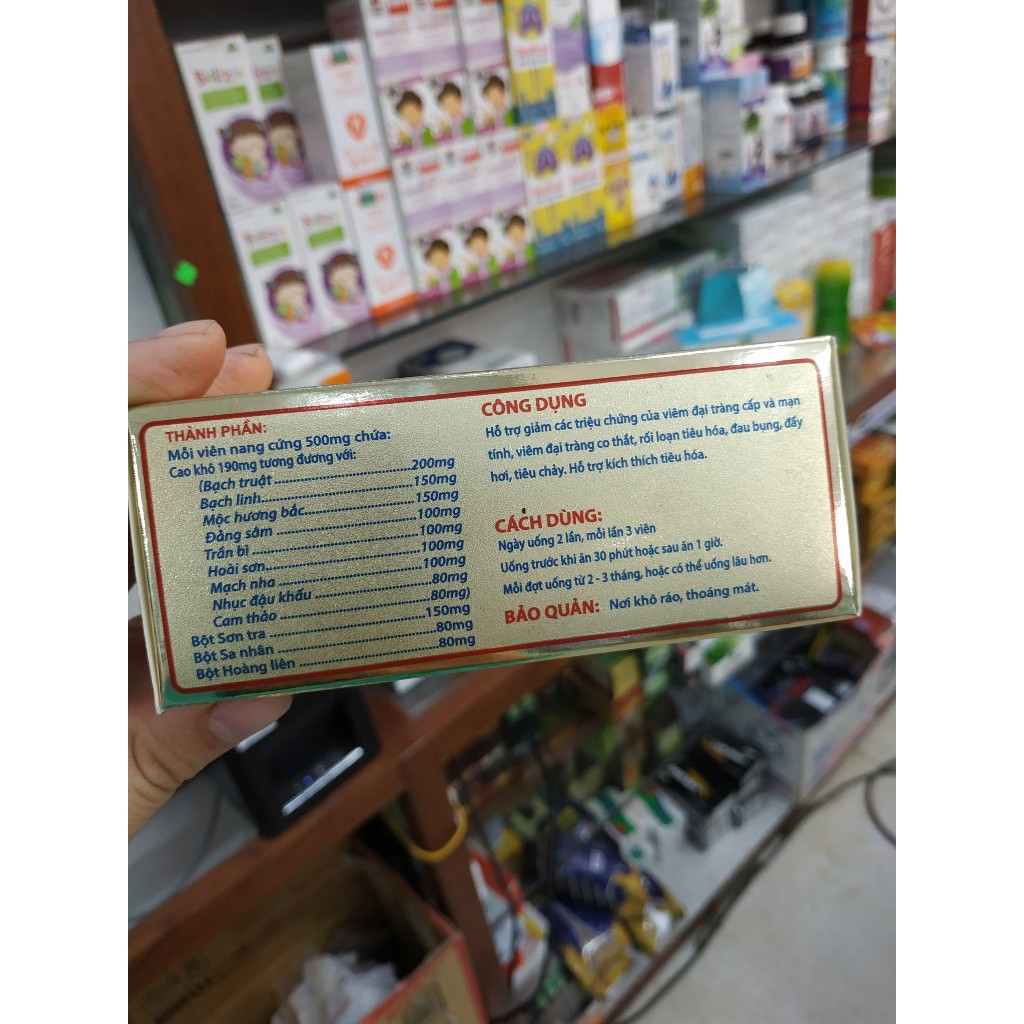 THÀNH PHẦN:
Mỗi viên nang cứng 500mg chứa:
Cao khô 190mg tương đương với:
(Bạch truật ........................................200mg
Bạch linh............................................150mg
Mộc hương bắc..............................150mg
Đảng sâm ........................................100mg
Trần bì ..............................................100mg
Hoài sơn............................................100mg
Mạch nha ........................................100mg
Nhục đậu khấu ................................80mg
Cam thảo ........................................80mg)
Bột Sơn tra ........................................150mg
Bột Sa nhân ........................................80mg
Bột Hoàng liên ....................................80mg
CÔNG DỤNG
Hỗ trợ giảm các triệu chứng của viêm đại tràng cấp và mạn
tính, viêm đại tràng co thắt, rối loạn tiêu hóa, đau bụng, đầy
hơi, tiêu chảy. Hỗ trợ kích thích tiêu hóa.
CÁCH DÙNG:
Ngày uống 2 lần, mỗi lần 3 viên
Uống trước khi ăn 30 phút hoặc sau ăn 1 giờ.
Mỗi đợt uống từ 2 - 3 tháng, hoặc có thể uống lâu hơn.
BẢO QUẢN: Nơi khô ráo, thoáng mát.